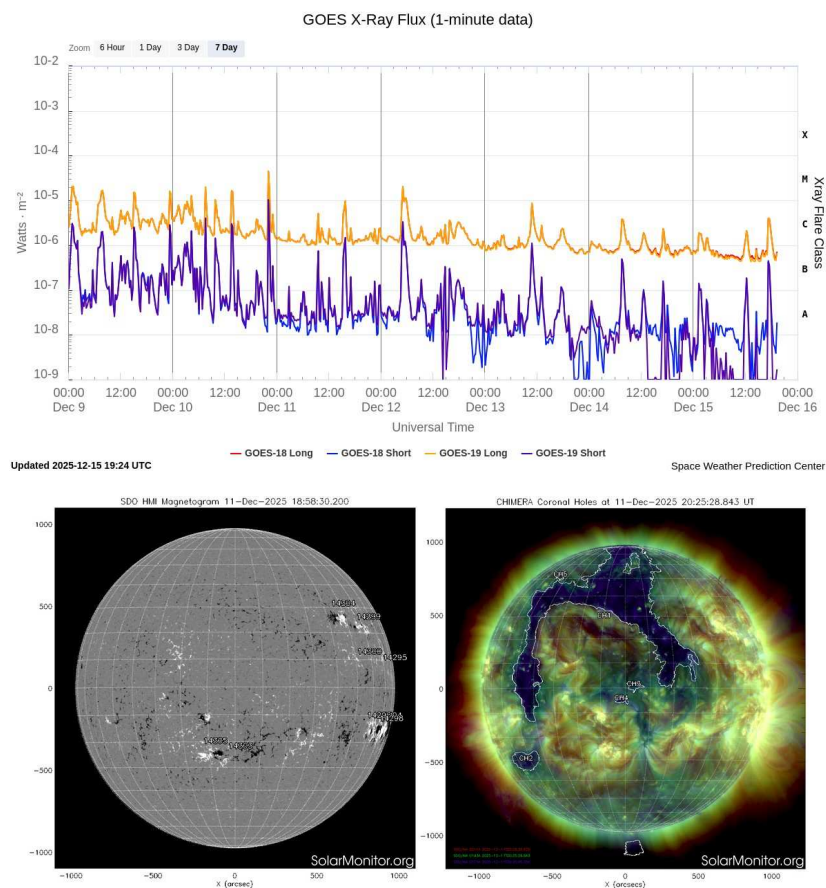 GOES X-Ray Flux (1-minute data)
Zoom 6 Hour 1 Day 3 Day 7 Day
10-2
10-3
10-4
10-5
10-6
10-7
10-8
10-9
Watts · m⁻²
X
M
C
B
A
Xray Flare Class
00:00 12:00 00:00 12:00 00:00 12:00 00:00 12:00 00:00 12:00 00:00 12:00 00:00 12:00 00:00
Dec 9 Dec 10 Dec 11 Dec 12 Dec 13 Dec 14 Dec 15 Dec 16
Universal Time
GOES-18 Long GOES-18 Short GOES-19 Long GOES-19 Short
Updated 2025-12-15 19:24 UTC
Space Weather Prediction Center
SDO HMI Magnetogram 11-Dec-2025 18:58:30.200
1000
500
0
−500
−1000
14304
14299
14295
14298
SolarMonitor.org
−1000 −500 0 500 1000
X (arcsec)
CHIMERA Coronal Holes at 11-Dec-2025 20:25:28.843 UT
1000
500
0
−500
−1000
CH5
CH1
CH3
CH4
CH2
SolarMonitor.org
−1000 −500 0 500 1000
X (arcsec)